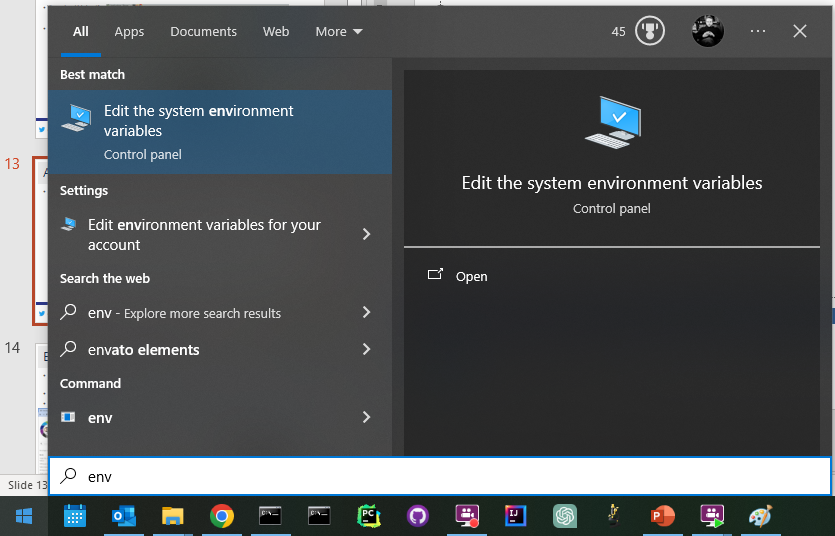 All Apps Documents Web More 45
Best match
Edit the system environment
variables
Control panel
Settings
Edit environment variables for your
account
Search the web
env - Explore more search results
envato elements
Command
env
Edit the system environment variables
Control panel
Open
13
14
Slide 13
env
PC
IJ